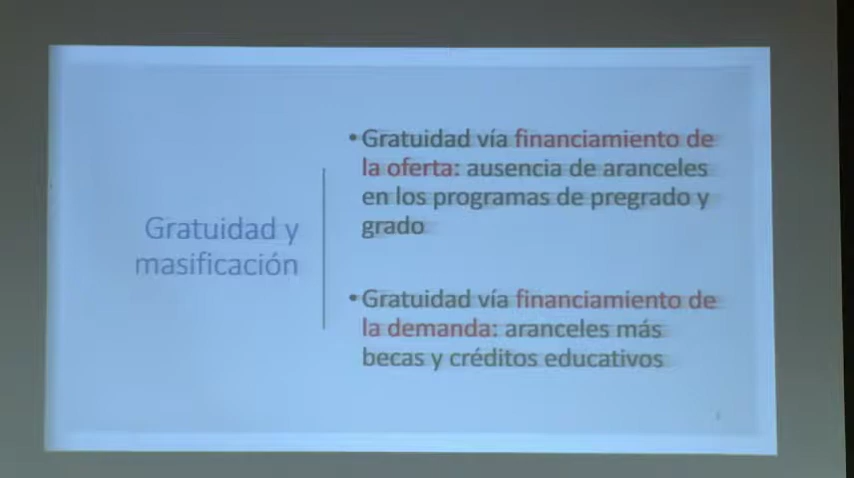 Gratuidad y
masificación
• Gratuidad vía financiamiento de
la oferta: ausencia de aranceles
en los programas de pregrado y
grado
• Gratuidad vía financiamiento de
la demanda: aranceles más
becas y créditos educativos